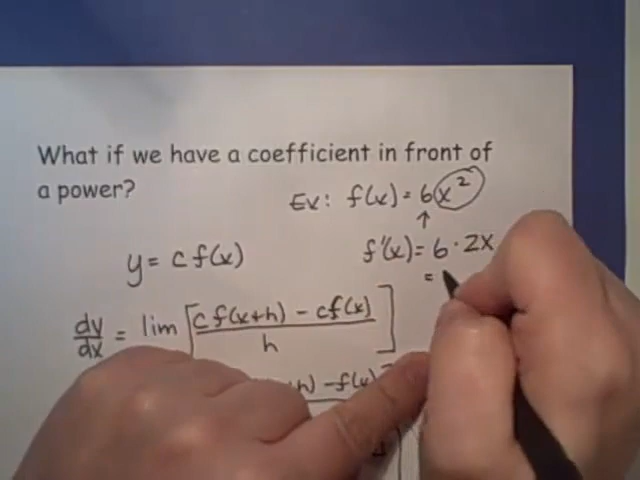 What if we have a coefficient in front of
a power?
Ex: f(x) = 6x²
f'(x) = 6 · 2x
=
y = c f(x)
dy/dx = lim [ c f(x+h) - c f(x) / h ]
h) - f(x)